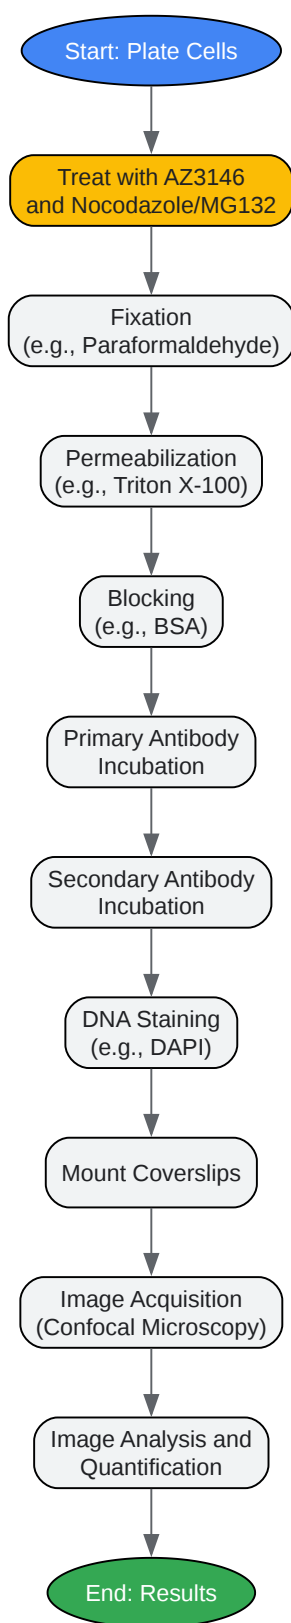 Start: Plate Cells
Treat with AZ3146
and Nocodazole/MG132
Fixation
(e.g., Paraformaldehyde)
Permeabilization
(e.g., Triton X-100)
Blocking
(e.g., BSA)
Primary Antibody
Incubation
Secondary Antibody
Incubation
DNA Staining
(e.g., DAPI)
Mount Coverslips
Image Acquisition
(Confocal Microscopy)
Image Analysis and
Quantification
End: Results